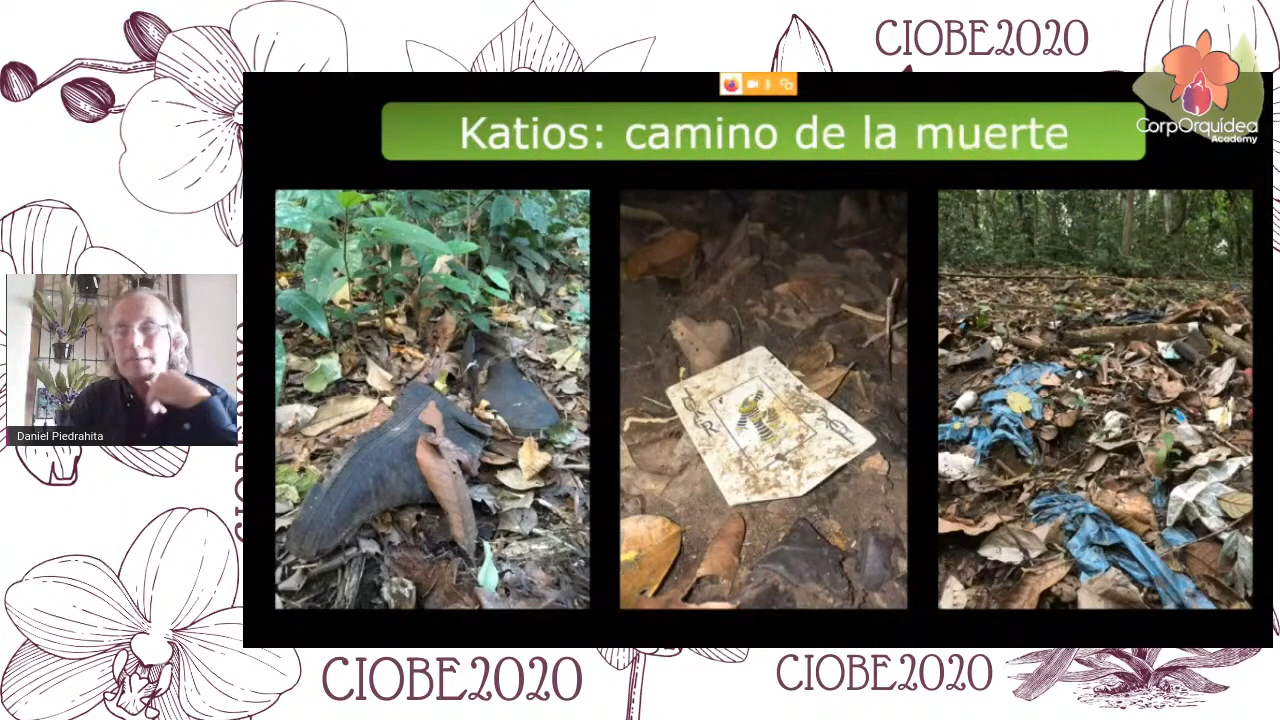 CIOBE2020
CorpOrquídea
Academy
Katios: camino de la muerte
R
Daniel Piedrahita
CIOBE2020
CIOBE2020